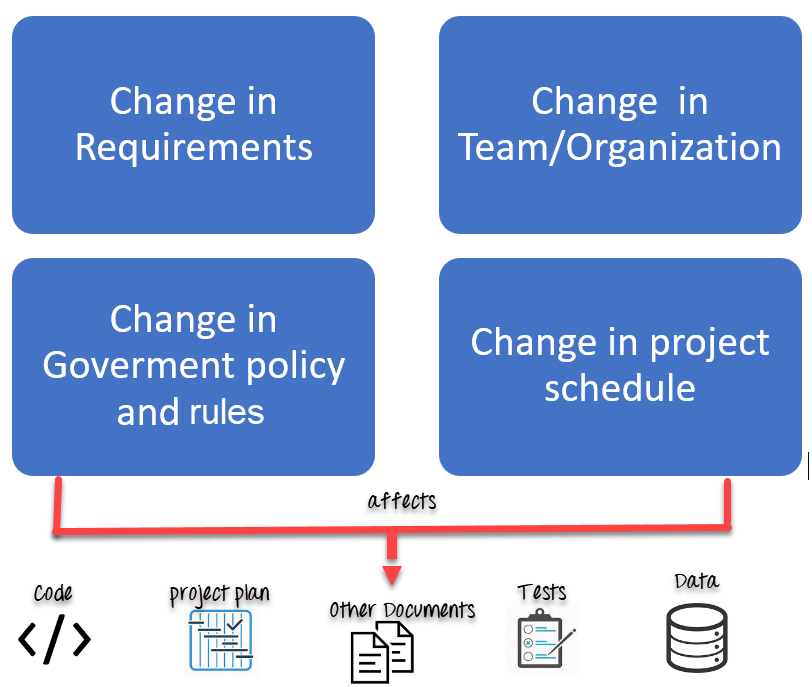 Change in
Requirements
Change in
Team/Organization
Change in
Goverment policy
and rules
Change in project
schedule
affects
Code
project plan
Other Documents
Tests
Data